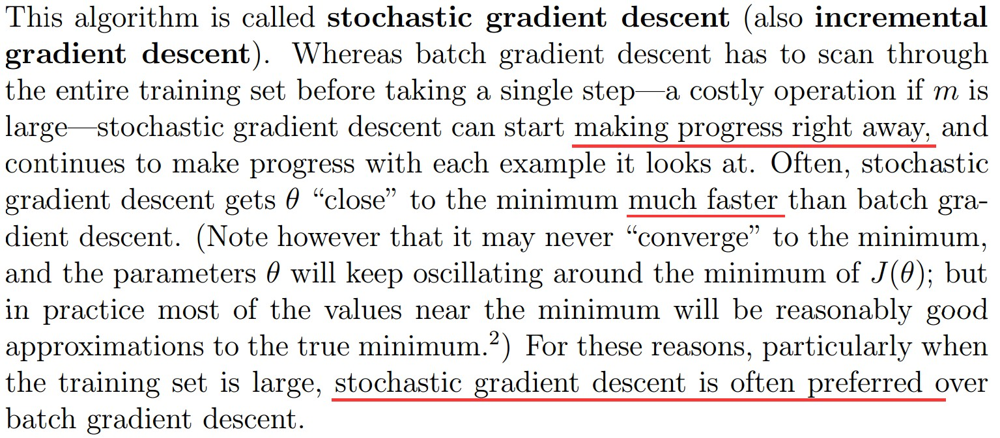 This algorithm is called stochastic gradient descent (also incremental
gradient descent). Whereas batch gradient descent has to scan through
the entire training set before taking a single step—a costly operation if m is
large—stochastic gradient descent can start making progress right away, and
continues to make progress with each example it looks at. Often, stochastic
gradient descent gets θ “close” to the minimum much faster than batch gra-
dient descent. (Note however that it may never “converge” to the minimum,
and the parameters θ will keep oscillating around the minimum of J(θ); but
in practice most of the values near the minimum will be reasonably good
approximations to the true minimum.²) For these reasons, particularly when
the training set is large, stochastic gradient descent is often preferred over
batch gradient descent.